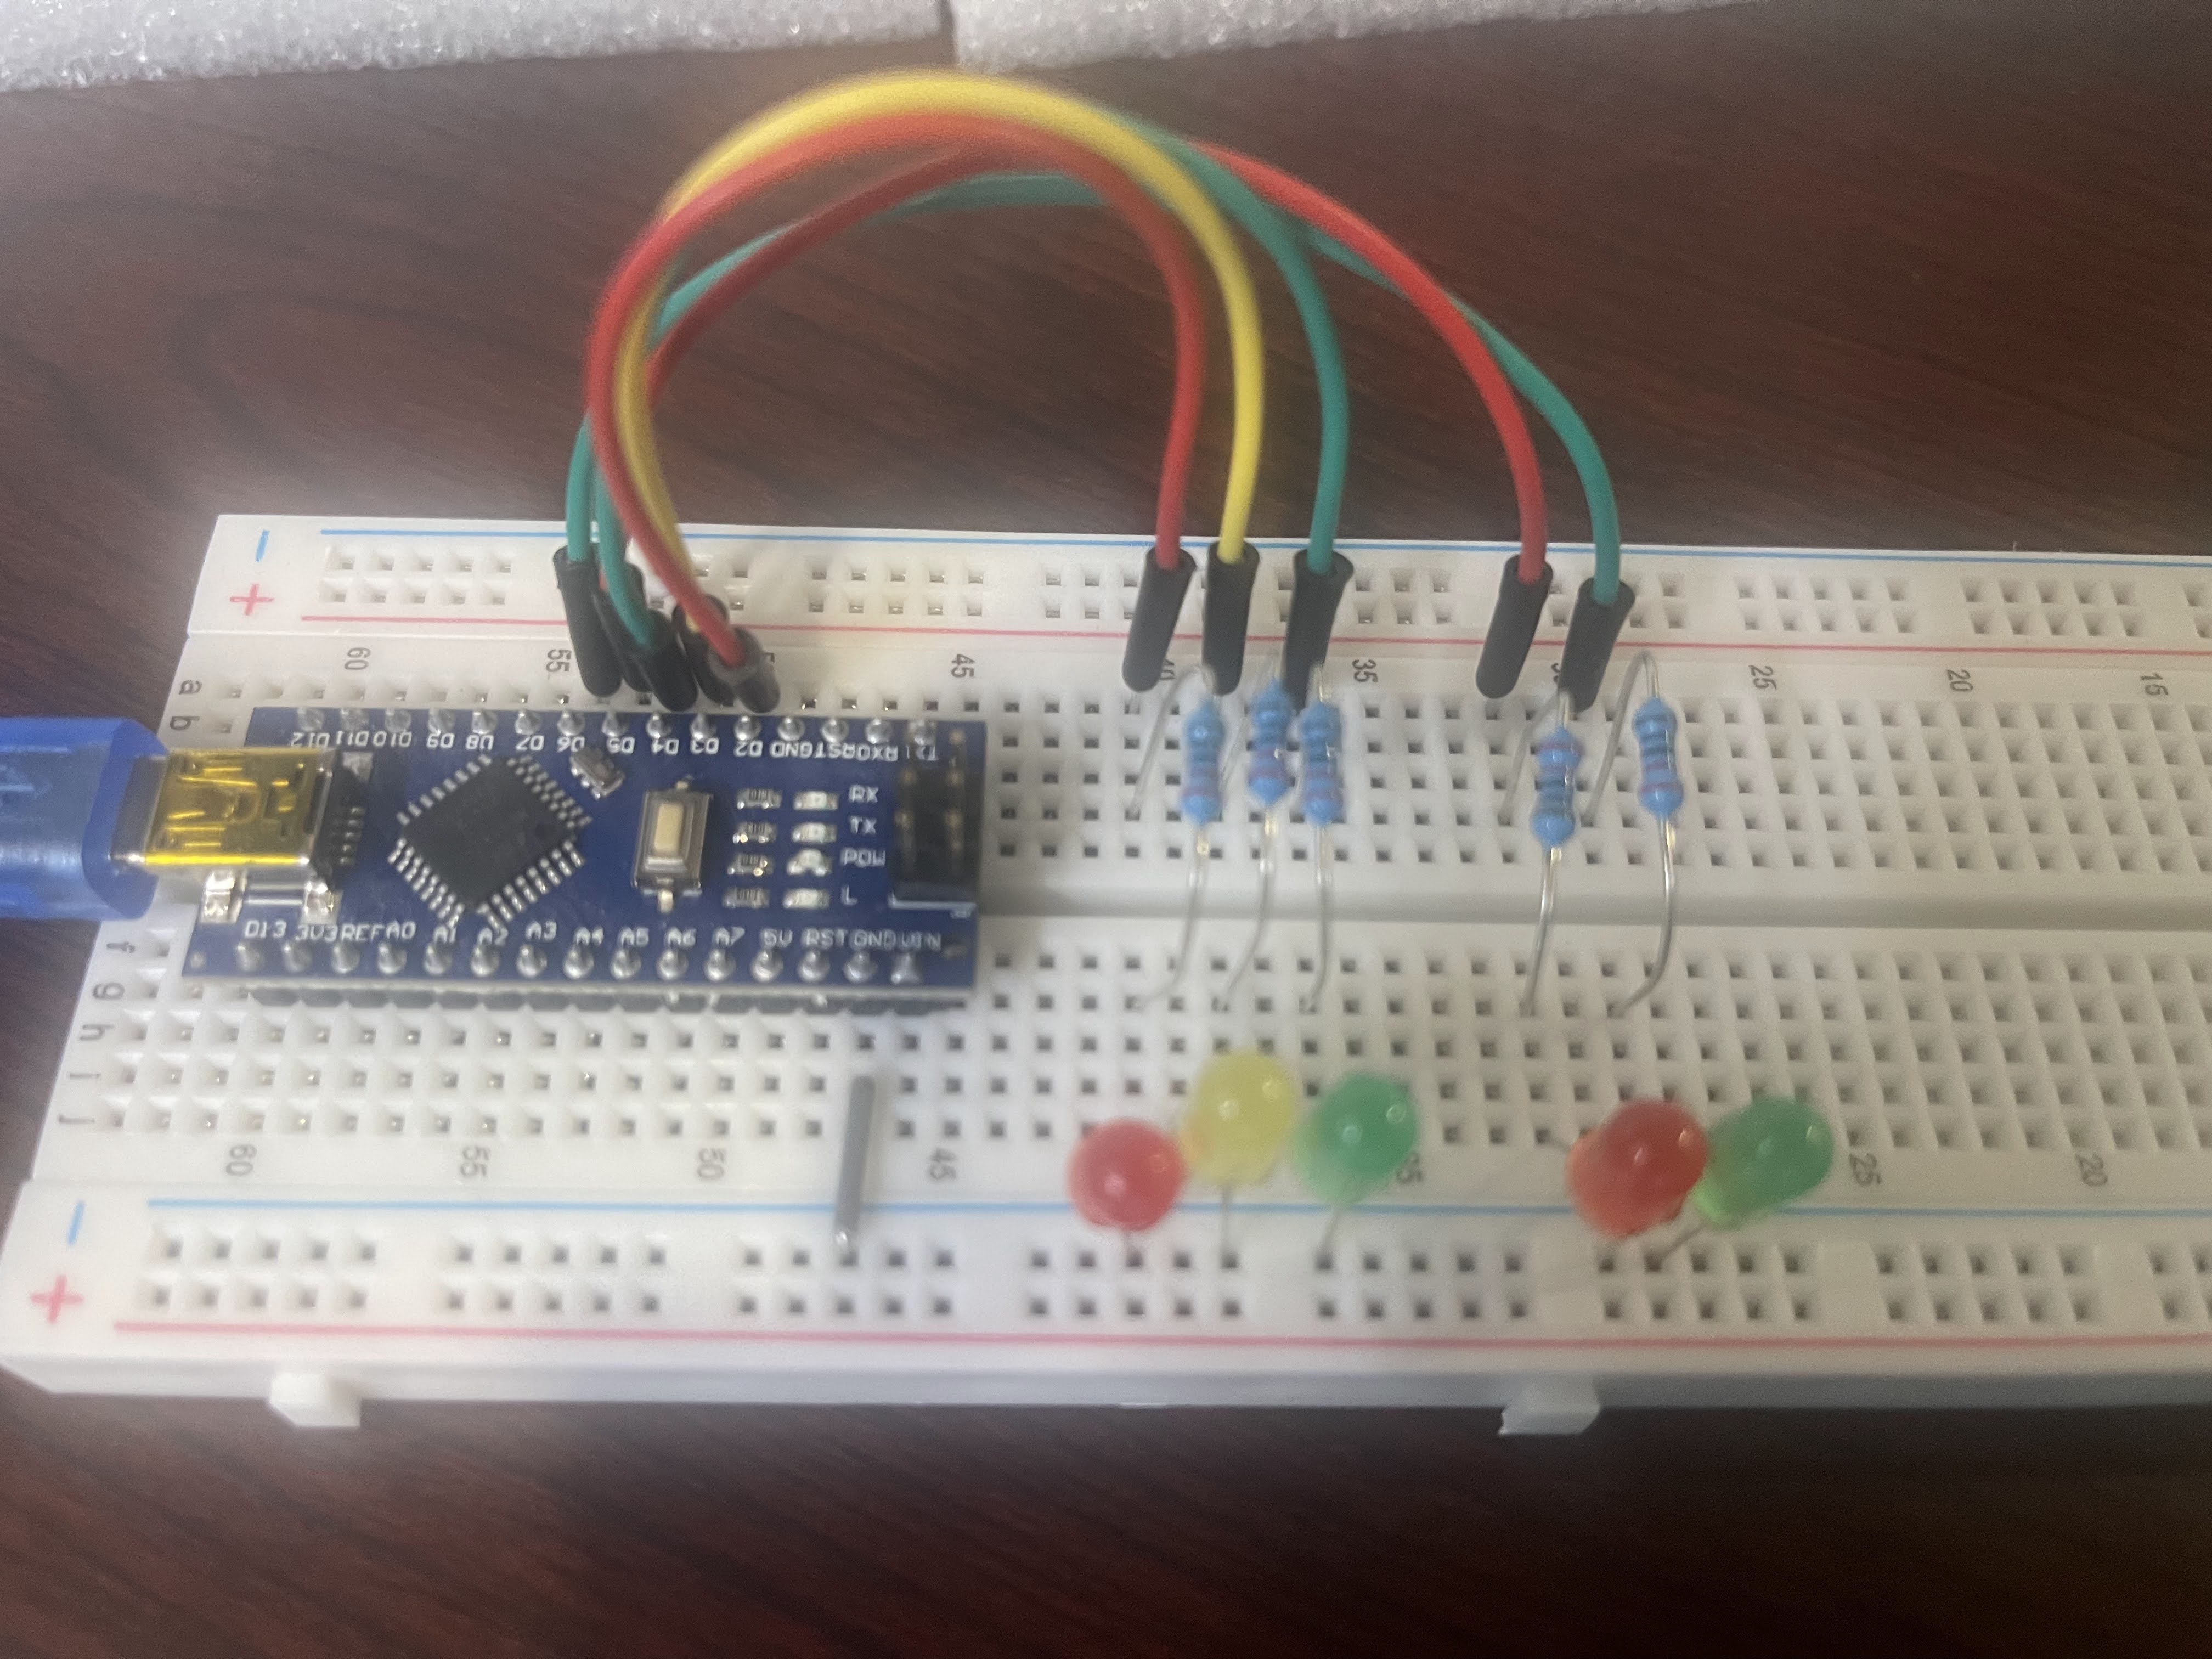 -
+
60 55 45 35 25 20 15
a
b
D12 D11 D10 D9 D8 D7 D6 D5 D4 D3 D2 GND RST RX0 TX1
RX
TX
POW
L
D13 3V3 REF A0 A1 A2 A3 A4 A5 A6 A7 5V RST GND VIN
f
g
h
i
j
60 55 50 45 35 25 20
-
+